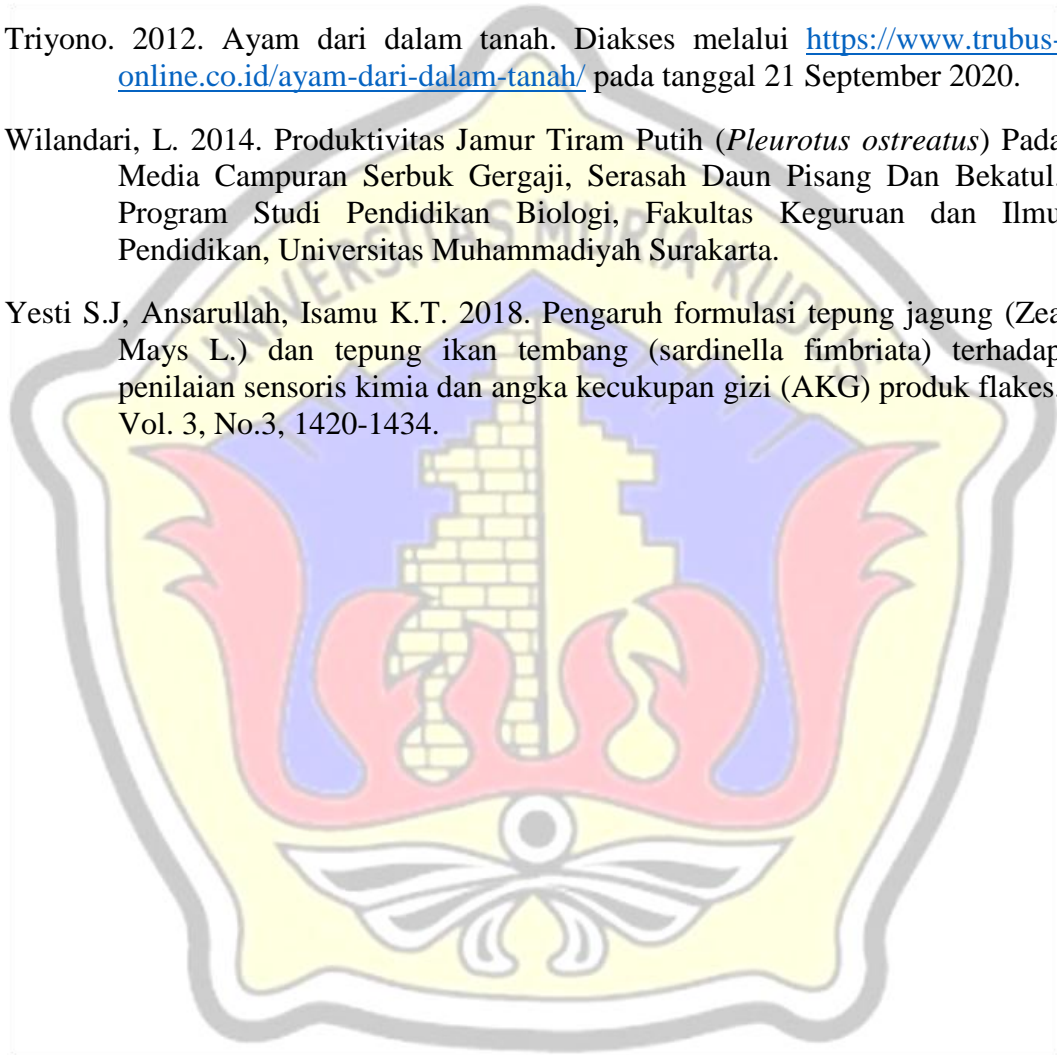 Triyono. 2012. Ayam dari dalam tanah. Diakses melalui https://www.trubus-
online.co.id/ayam-dari-dalam-tanah/ pada tanggal 21 September 2020.
Wilandari, L. 2014. Produktivitas Jamur Tiram Putih (Pleurotus ostreatus) Pada
Media Campuran Serbuk Gergaji, Serasah Daun Pisang Dan Bekatul.
Program Studi Pendidikan Biologi, Fakultas Keguruan dan Ilmu
Pendidikan, Universitas Muhammadiyah Surakarta.
Yesti S.J, Ansarullah, Isamu K.T. 2018. Pengaruh formulasi tepung jagung (Zea
Mays L.) dan tepung ikan tembang (sardinella fimbriata) terhadap
penilaian sensoris kimia dan angka kecukupan gizi (AKG) produk flakes.
Vol. 3, No.3, 1420-1434.
UNIVERSITAS MURIA KUDUS